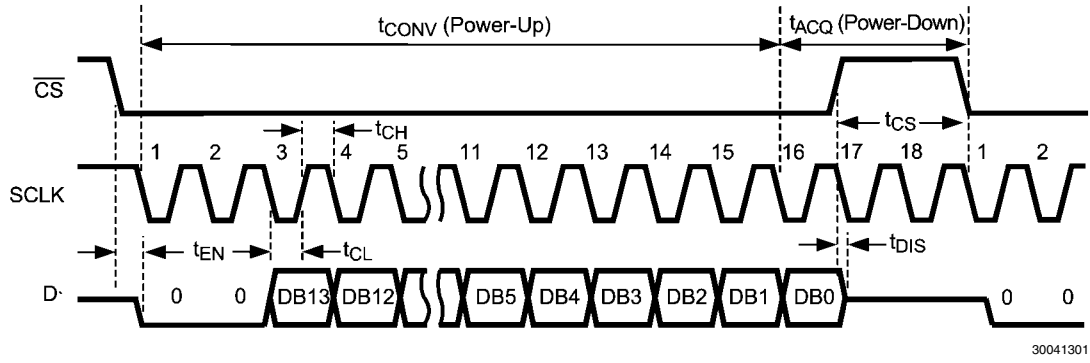 tCONV (Power-Up)
tACQ (Power-Down)
CS
tCH
tCS
1 2 3 4 5 11 12 13 14 15 16 17 18 1 2
SCLK
tEN
tCL
tDIS
D
0 0 DB13 DB12 DB5 DB4 DB3 DB2 DB1 DB0 0 0
30041301